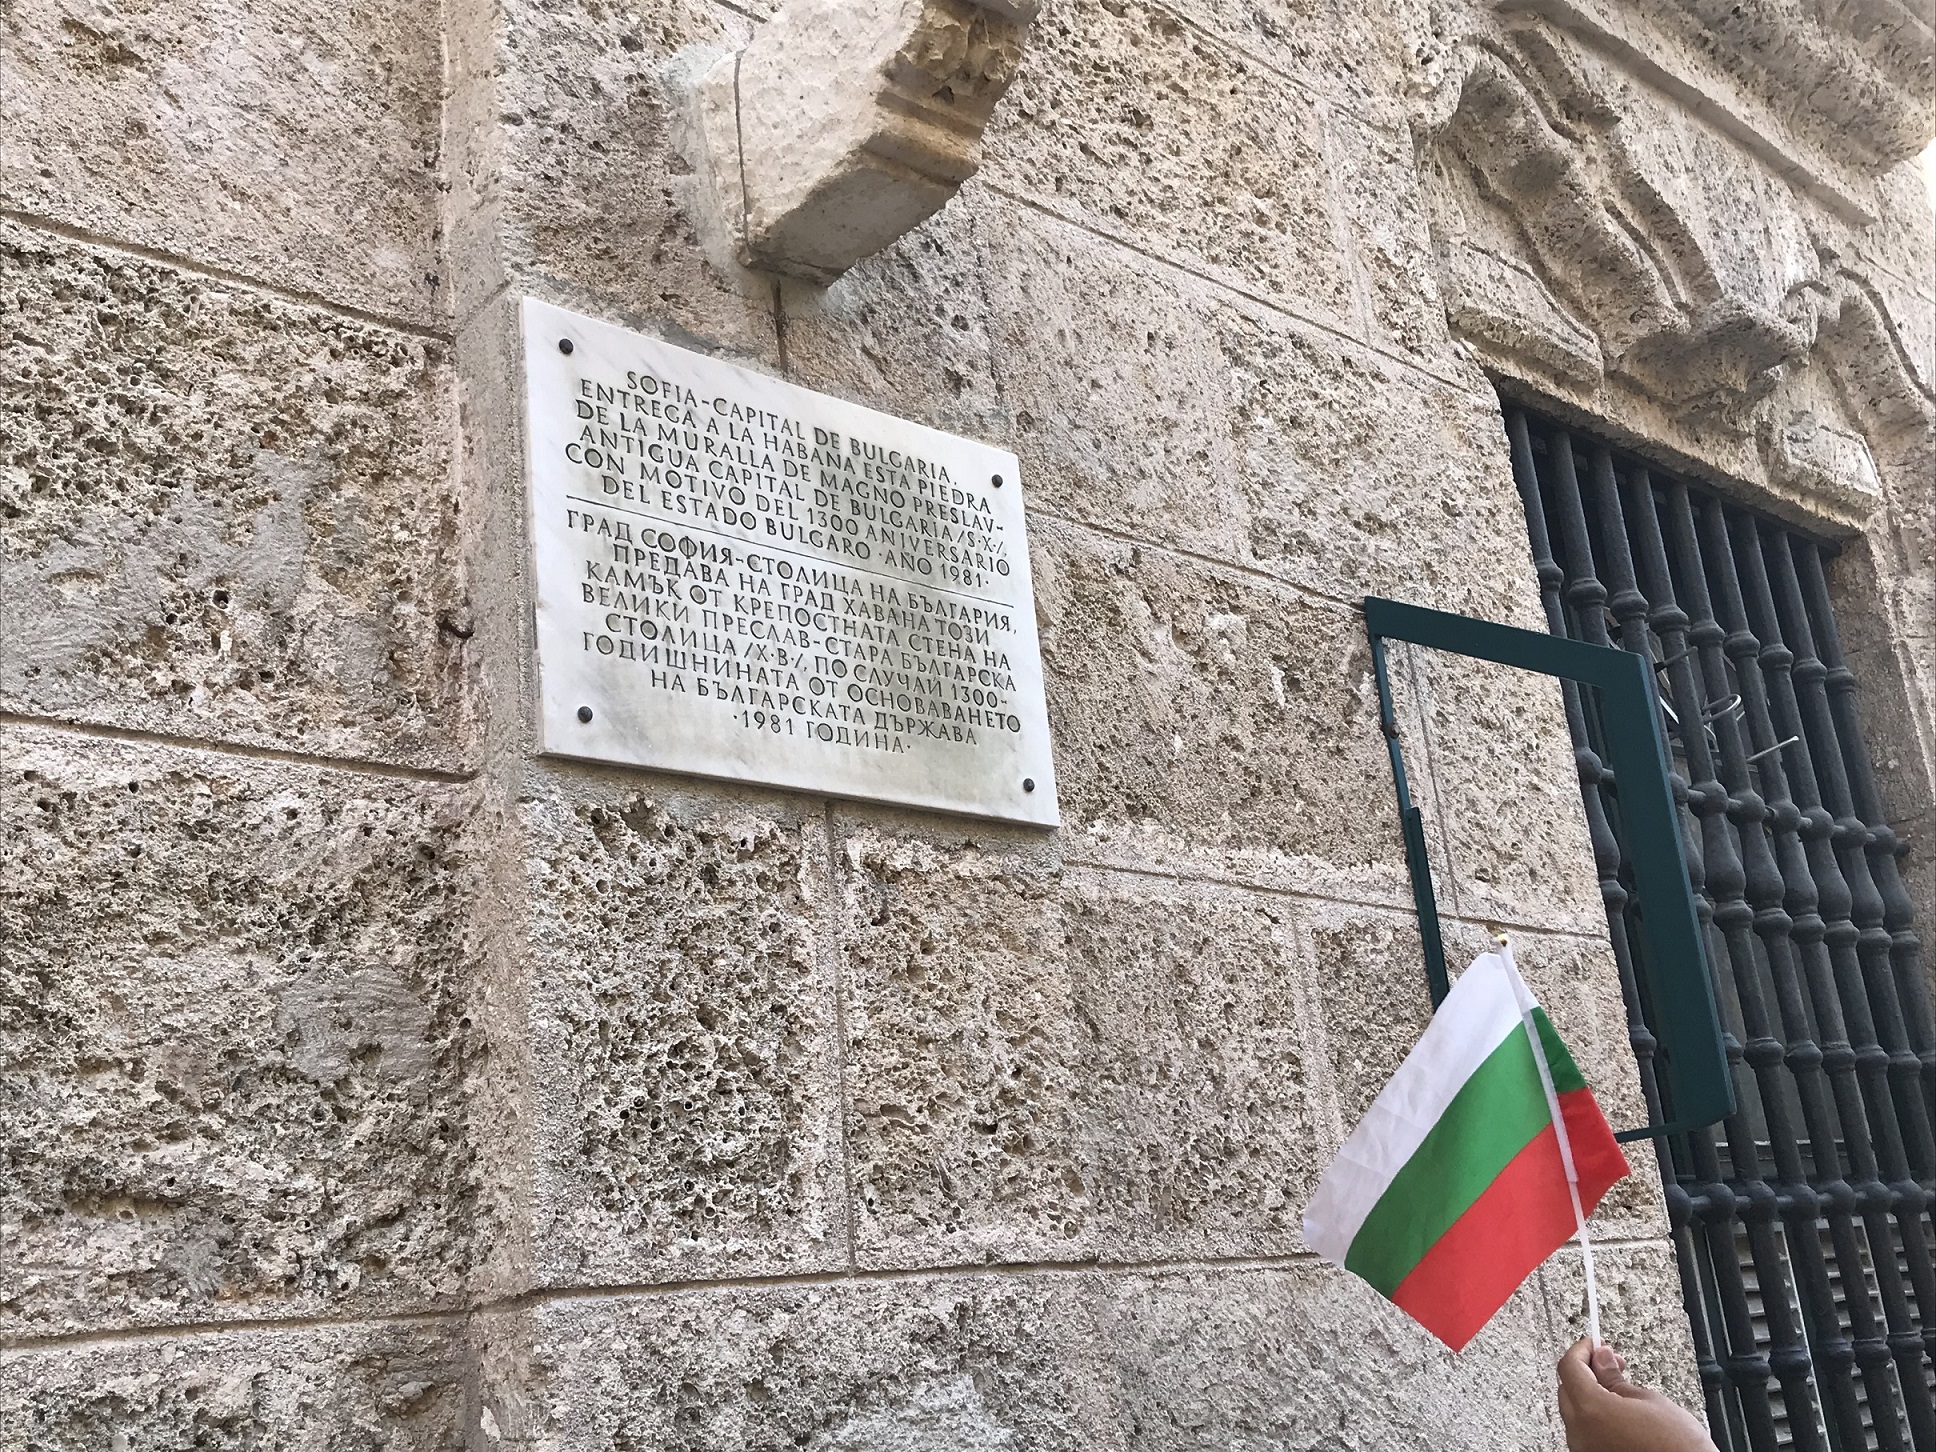 SOFIA-CAPITAL DE BULGARIA,
ENTREGA A LA HABANA ESTA PIEDRA
DE LA MURALLA DE MAGNO PRESLAV-
ANTIGUA CAPITAL DE BULGARIA/S·X·/,
CON MOTIVO DEL 1300 ANIVERSARIO
DEL ESTADO BULGARO·AÑO 1981·
ГРАД СОФИЯ-СТОЛИЦА НА БЪЛГАРИЯ,
ПРЕДАВА НА ГРАД ХАВАНА ТОЗИ
КАМЪК ОТ КРЕПОСТНАТА СТЕНА НА
ВЕЛИКИ ПРЕСЛАВ-СТАРА БЪЛГАРСКА
СТОЛИЦА/Х·В·/, ПО СЛУЧАЙ 1300-
ГОДИШНИНАТА ОТ ОСНОВАВАНЕТО
НА БЪЛГАРСКАТА ДЪРЖАВА
·1981 ГОДИНА·